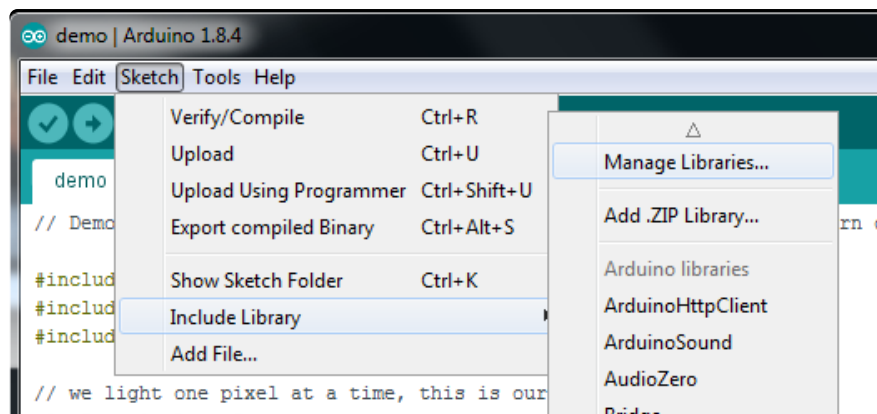 demo | Arduino 1.8.4
File Edit Sketch Tools Help
demo
Verify/Compile Ctrl+R
Upload Ctrl+U
Upload Using Programmer Ctrl+Shift+U
Export compiled Binary Ctrl+Alt+S
Show Sketch Folder Ctrl+K
Include Library
Add File...
Manage Libraries...
Add .ZIP Library...
Arduino libraries
ArduinoHttpClient
ArduinoSound
AudioZero
// Demo
#includ
#includ
#includ
// we light one pixel at a time, this is our